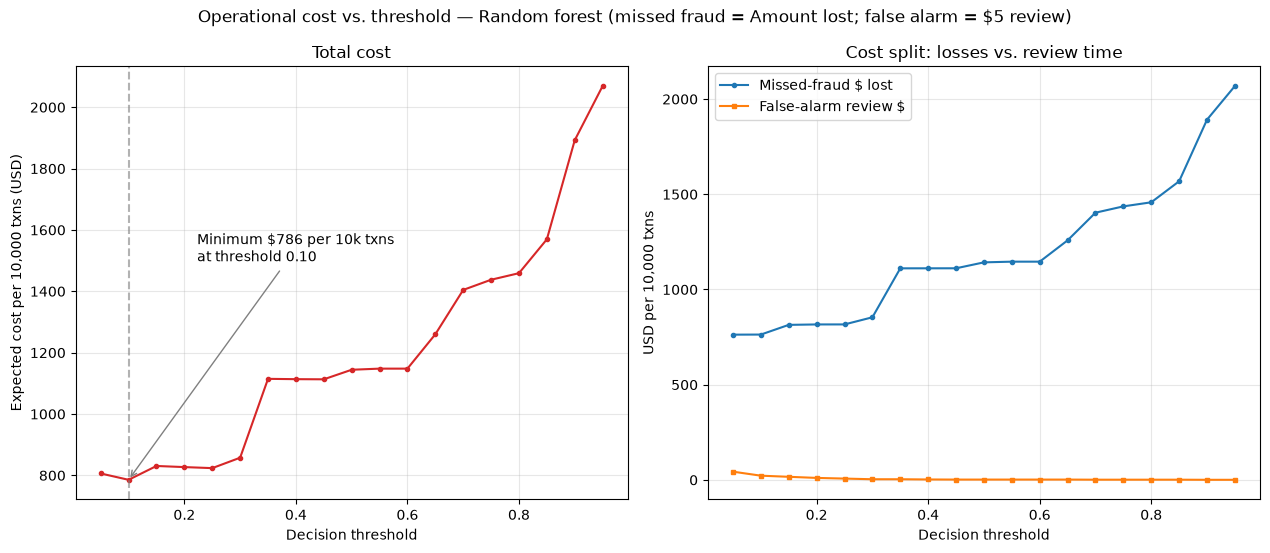 Operational cost vs. threshold — Random forest (missed fraud = Amount lost; false alarm = $5 review)
Total cost
Expected cost per 10,000 txns (USD)
2000
1800
1600
1400
1200
1000
800
Minimum $786 per 10k txns
at threshold 0.10
0.2 0.4 0.6 0.8
Decision threshold
Cost split: losses vs. review time
USD per 10,000 txns
2000
1500
1000
500
0
Missed-fraud $ lost
False-alarm review $
0.2 0.4 0.6 0.8
Decision threshold